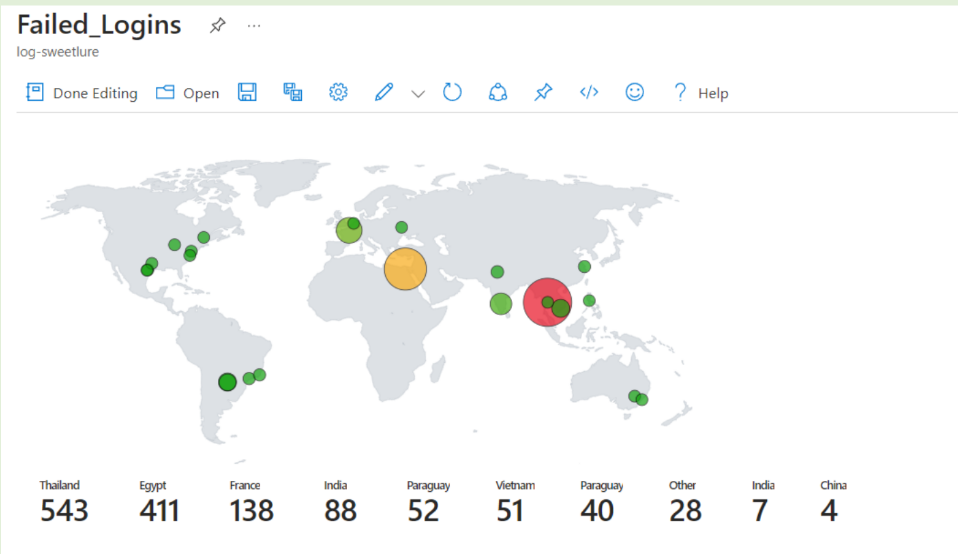 Failed_Logins
log-sweetlure
Done Editing Open Help
Thailand Egypt France India Paraguay Vietnam Paraguay Other India China
543 411 138 88 52 51 40 28 7 4